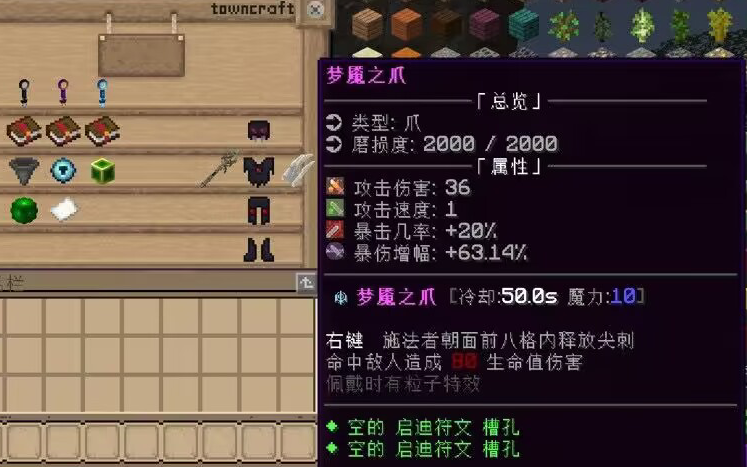 towncraft
梦魇之爪
「总览」
类型: 爪
磨损度: 2000 / 2000
「属性」
攻击伤害: 36
攻击速度: 1
暴击几率: +20%
暴伤增幅: +63.14%
梦魇之爪 [冷却:50.0s 魔力:10]
右键 施法者朝面前八格内释放尖刺
命中敌人造成 80 生命值伤害
佩戴时有粒子特效
栏
空的 启迪符文 槽孔
空的 启迪符文 槽孔